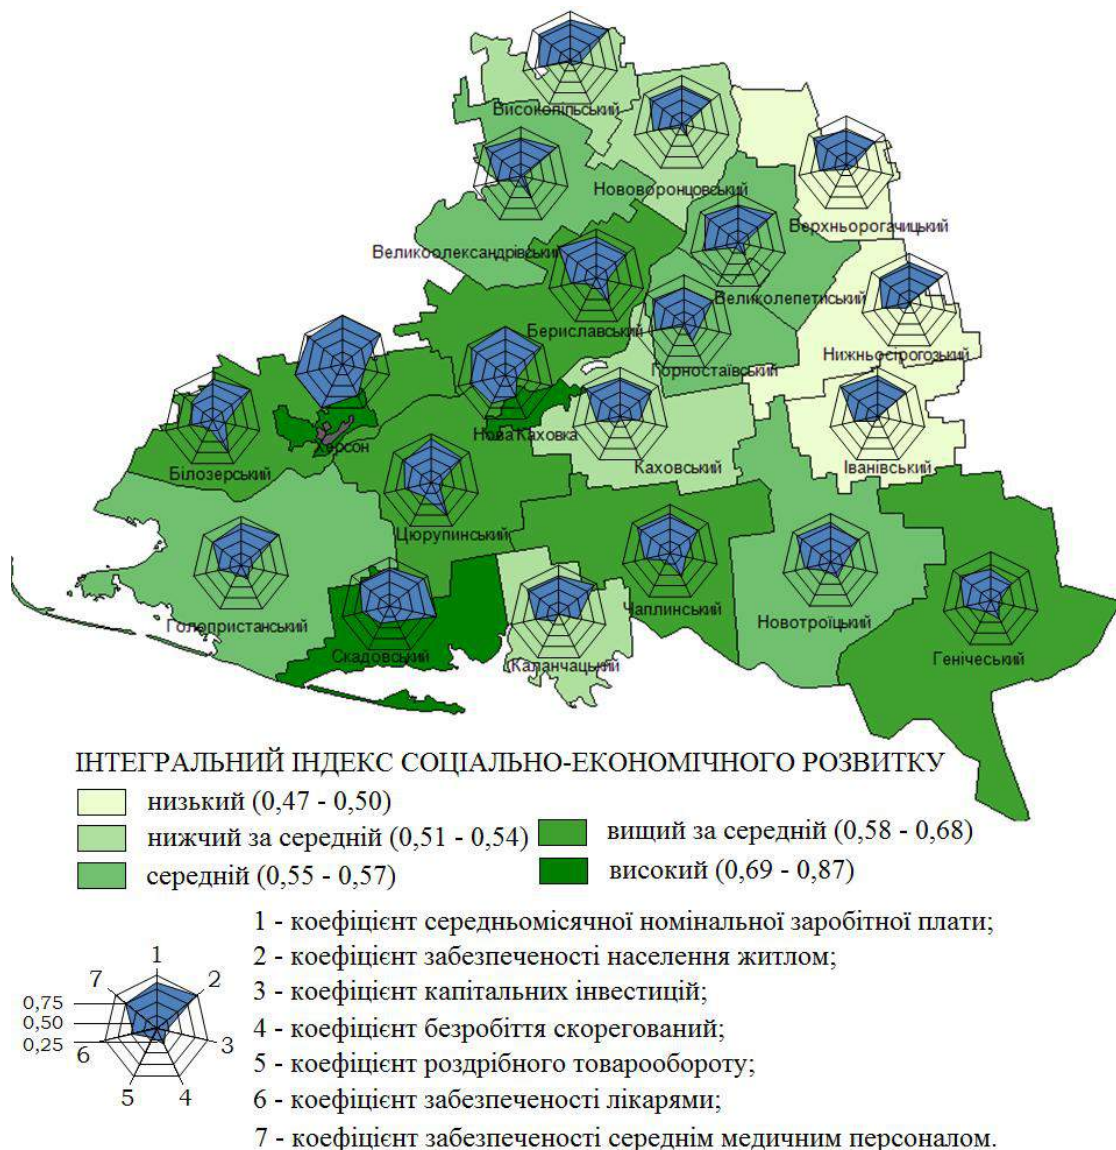 Високопільський
Нововоронцовський
Верхньорогачицький
Великоолександрівський
Великолепетиський
Бериславський
Горностаївський
Нижньосірогозький
Нова Каховка
Херсон
Каховський
Іванівський
Білозерський
Цюрупинський
Чаплинський
Новотроїцький
Голопристанський
Скадовський
Каланчацький
Генічеський
ІНТЕГРАЛЬНИЙ ІНДЕКС СОЦІАЛЬНО-ЕКОНОМІЧНОГО РОЗВИТКУ
низький (0,47 - 0,50)
нижчий за середній (0,51 - 0,54)
середній (0,55 - 0,57)
вищий за середній (0,58 - 0,68)
високий (0,69 - 0,87)
1
2
3
4
5
6
7
0,75
0,50
0,25
1 - коефіцієнт середньомісячної номінальної заробітної плати;
2 - коефіцієнт забезпеченості населення житлом;
3 - коефіцієнт капітальних інвестицій;
4 - коефіцієнт безробіття скорегований;
5 - коефіцієнт роздрібного товарообороту;
6 - коефіцієнт забезпеченості лікарями;
7 - коефіцієнт забезпеченості середнім медичним персоналом.